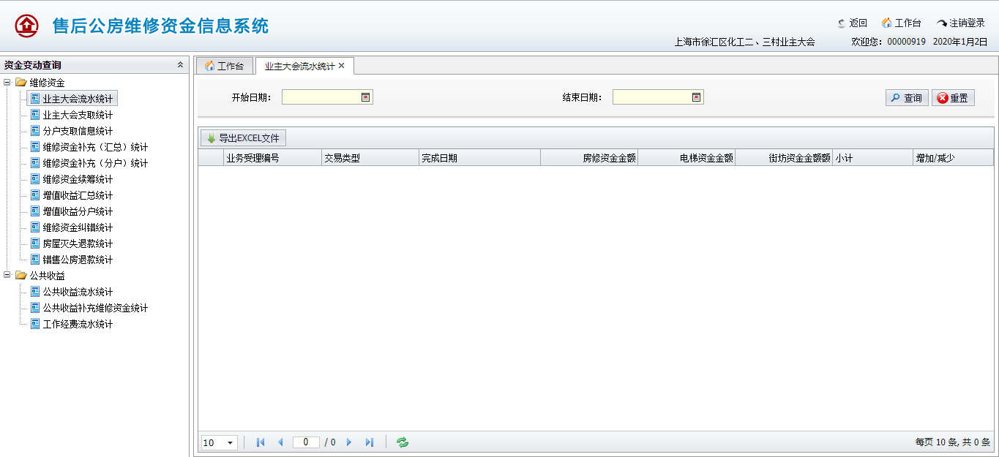 售后公房维修资金信息系统
返回 工作台 注销登录
上海市徐汇区化工二、三村业主大会 欢迎您：00000919 2020年1月2日
资金变动查询
维修资金
业主大会流水统计
业主大会支取统计
分户支取信息统计
维修资金补充（汇总）统计
维修资金补充（分户）统计
维修资金续筹统计
增值收益汇总统计
增值收益分户统计
维修资金纠错统计
房屋灭失退款统计
错售公房退款统计
公共收益
公共收益流水统计
公共收益补充维修资金统计
工作经费流水统计
工作台 业主大会流水统计 ×
开始日期： 结束日期： 查询 重置
导出EXCEL文件
业务受理编号 交易类型 完成日期 房修资金金额 电梯资金金额 街坊资金金额额 小计 增加/减少
10 0 / 0 每页 10 条, 共 0 条